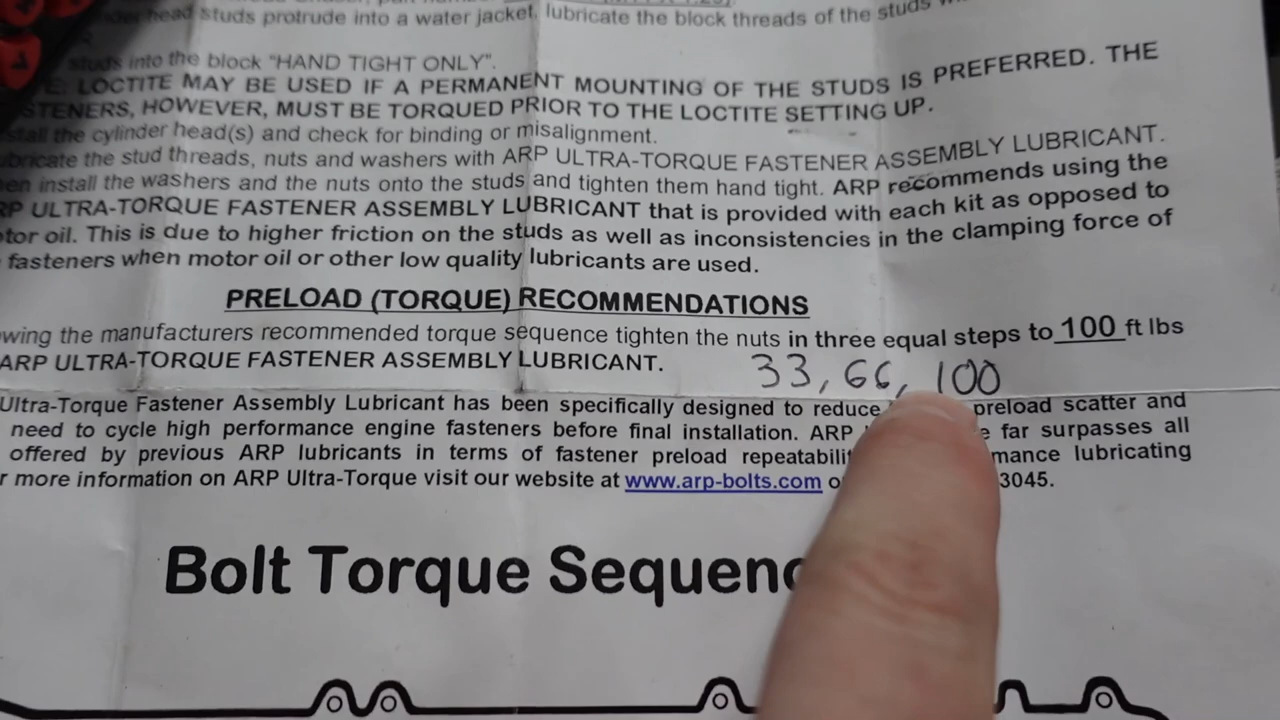 head studs protrude into a water jacket, lubricate the block threads of the studs
studs into the block “HAND TIGHT ONLY”.
LOCTITE MAY BE USED IF A PERMANENT MOUNTING OF THE STUDS IS PREFERRED. THE
STENERS, HOWEVER, MUST BE TORQUED PRIOR TO THE LOCTITE SETTING UP.
stall the cylinder head(s) and check for binding or misalignment.
ubricate the stud threads, nuts and washers with ARP ULTRA-TORQUE FASTENER ASSEMBLY LUBRICANT.
en install the washers and the nuts onto the studs and tighten them hand tight. ARP recommends using the
RP ULTRA-TORQUE FASTENER ASSEMBLY LUBRICANT that is provided with each kit as opposed to
tor oil. This is due to higher friction on the studs as well as inconsistencies in the clamping force of
fasteners when motor oil or other low quality lubricants are used.
PRELOAD (TORQUE) RECOMMENDATIONS
wing the manufacturers recommended torque sequence tighten the nuts in three equal steps to 100 ft lbs
ARP ULTRA-TORQUE FASTENER ASSEMBLY LUBRICANT.
33, 66, 100
Ultra-Torque Fastener Assembly Lubricant has been specifically designed to reduce preload scatter and
need to cycle high performance engine fasteners before final installation. ARP e far surpasses all
offered by previous ARP lubricants in terms of fastener preload repeatabilit mance lubricating
r more information on ARP Ultra-Torque visit our website at www.arp-bolts.com o 3045.
Bolt Torque Sequenc